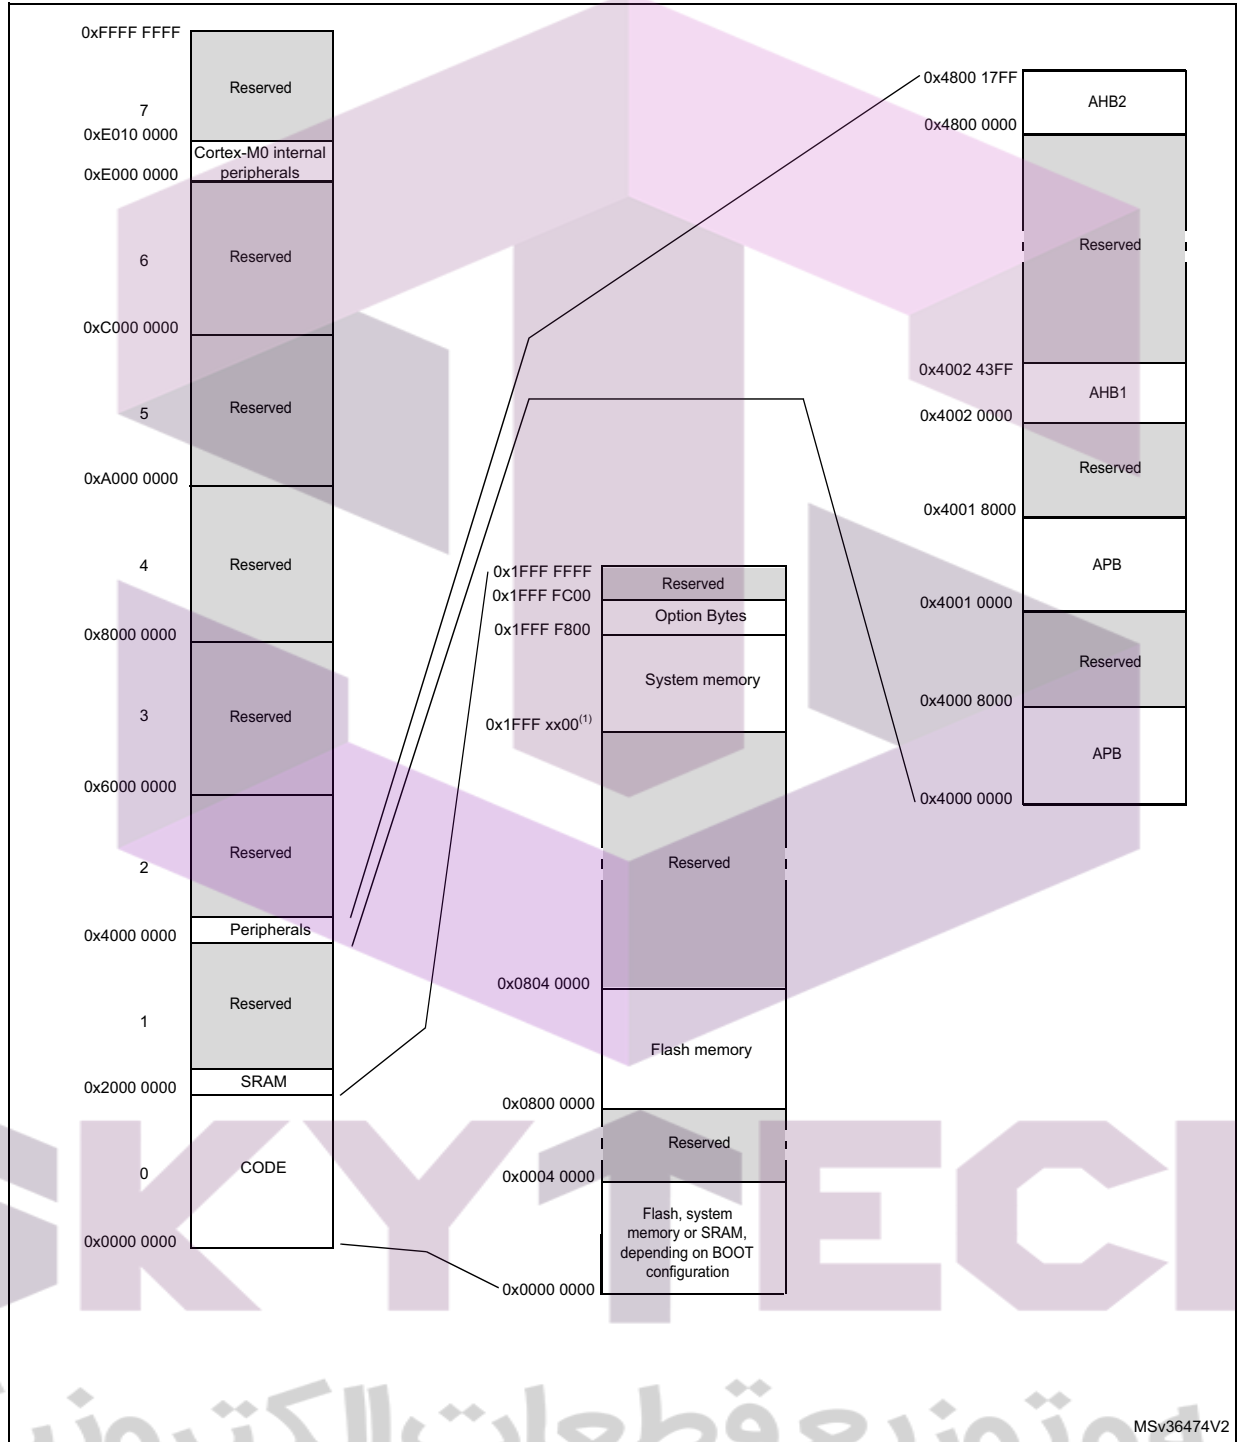 0xFFFF FFFF
Reserved
7
0xE010 0000
Cortex-M0 internal
peripherals
0xE000 0000
6
Reserved
0xC000 0000
5
Reserved
0xA000 0000
4
Reserved
0x8000 0000
3
Reserved
0x6000 0000
2
Reserved
Peripherals
0x4000 0000
Reserved
1
SRAM
0x2000 0000
CODE
0
0x0000 0000
0x1FFF FFFF
Reserved
0x1FFF FC00
Option Bytes
0x1FFF F800
System memory
0x1FFF xx00(1)
Reserved
0x0804 0000
Flash memory
0x0800 0000
Reserved
0x0004 0000
Flash, system
memory or SRAM,
depending on BOOT
configuration
0x0000 0000
0x4800 17FF
AHB2
0x4800 0000
Reserved
0x4002 43FF
AHB1
0x4002 0000
Reserved
0x4001 8000
APB
0x4001 0000
Reserved
0x4000 8000
APB
0x4000 0000
SKYTEC
توزیع قطعات
MSv36474V2